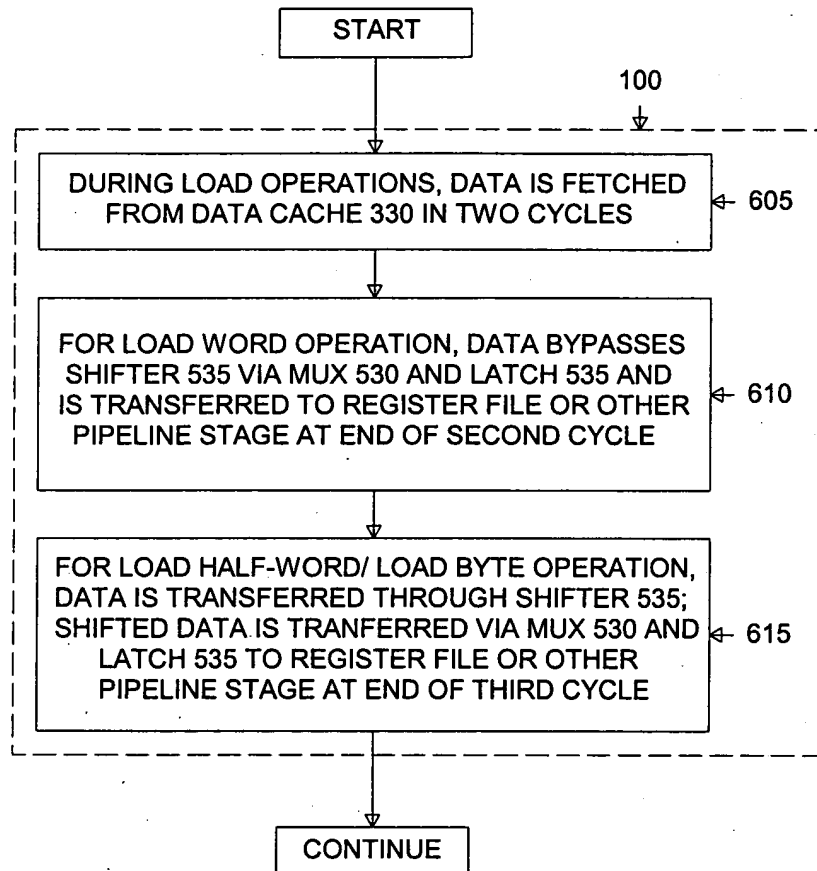 START
100
DURING LOAD OPERATIONS, DATA IS FETCHED
FROM DATA CACHE 330 IN TWO CYCLES
605
FOR LOAD WORD OPERATION, DATA BYPASSES
SHIFTER 535 VIA MUX 530 AND LATCH 535 AND
IS TRANSFERRED TO REGISTER FILE OR OTHER
PIPELINE STAGE AT END OF SECOND CYCLE
610
FOR LOAD HALF-WORD/ LOAD BYTE OPERATION,
DATA IS TRANSFERRED THROUGH SHIFTER 535;
SHIFTED DATA IS TRANFERRED VIA MUX 530 AND
LATCH 535 TO REGISTER FILE OR OTHER
PIPELINE STAGE AT END OF THIRD CYCLE
615
CONTINUE